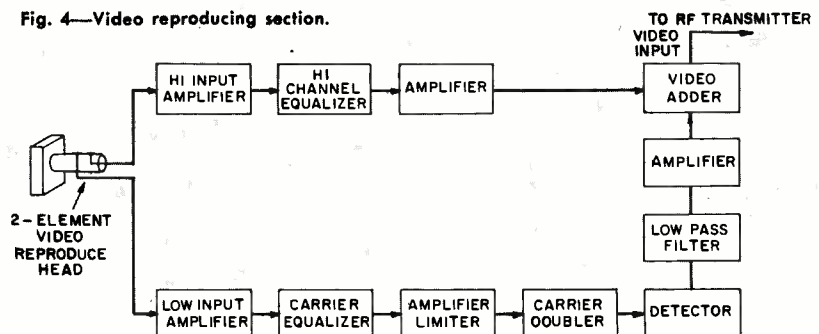 Fig. 4—Video reproducing section.
TO RF TRANSMITTER
VIDEO
INPUT
HI INPUT
AMPLIFIER
HI
CHANNEL
EQUALIZER
AMPLIFIER
VIDEO
ADDER
AMPLIFIER
2-ELEMENT
VIDEO
REPRODUCE
HEAD
LOW PASS
FILTER
LOW INPUT
AMPLIFIER
CARRIER
EQUALIZER
AMPLIFIER
LIMITER
CARRIER
DOUBLER
DETECTOR